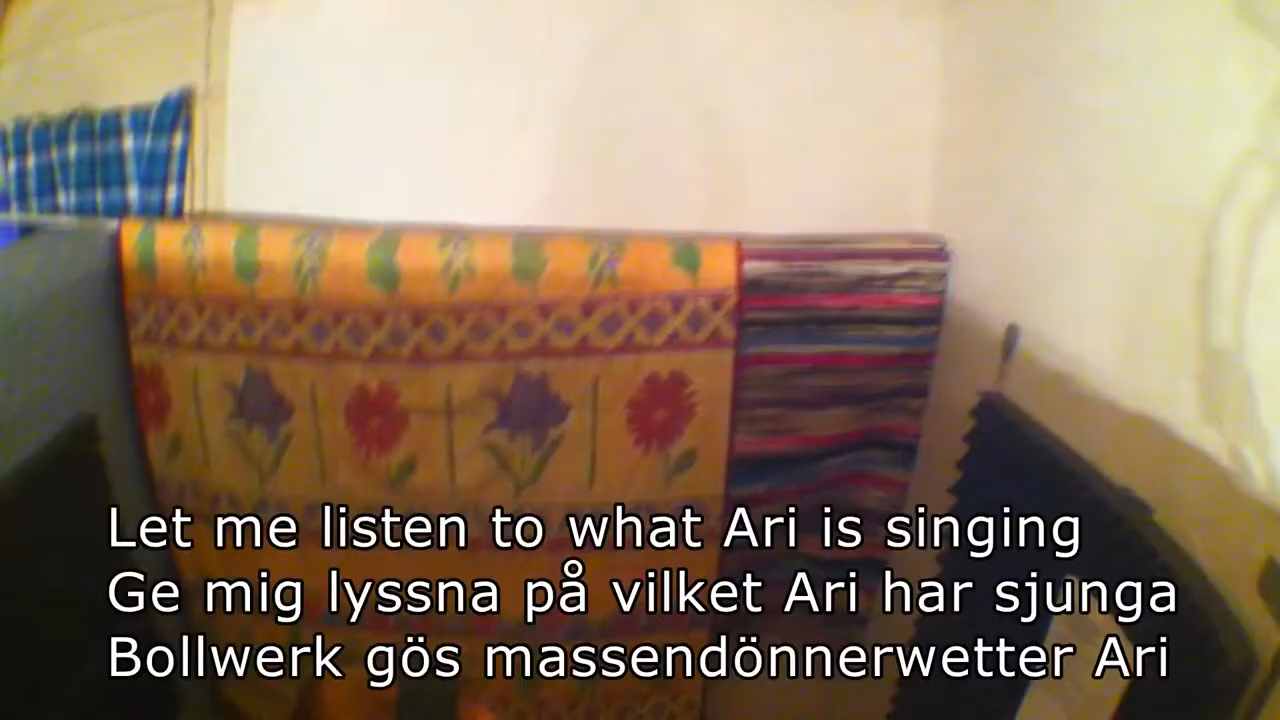 Let me listen to what Ari is singing
Ge mig lyssna på vilket Ari har sjunga
Bollwerk gös massendönnerwetter Ari